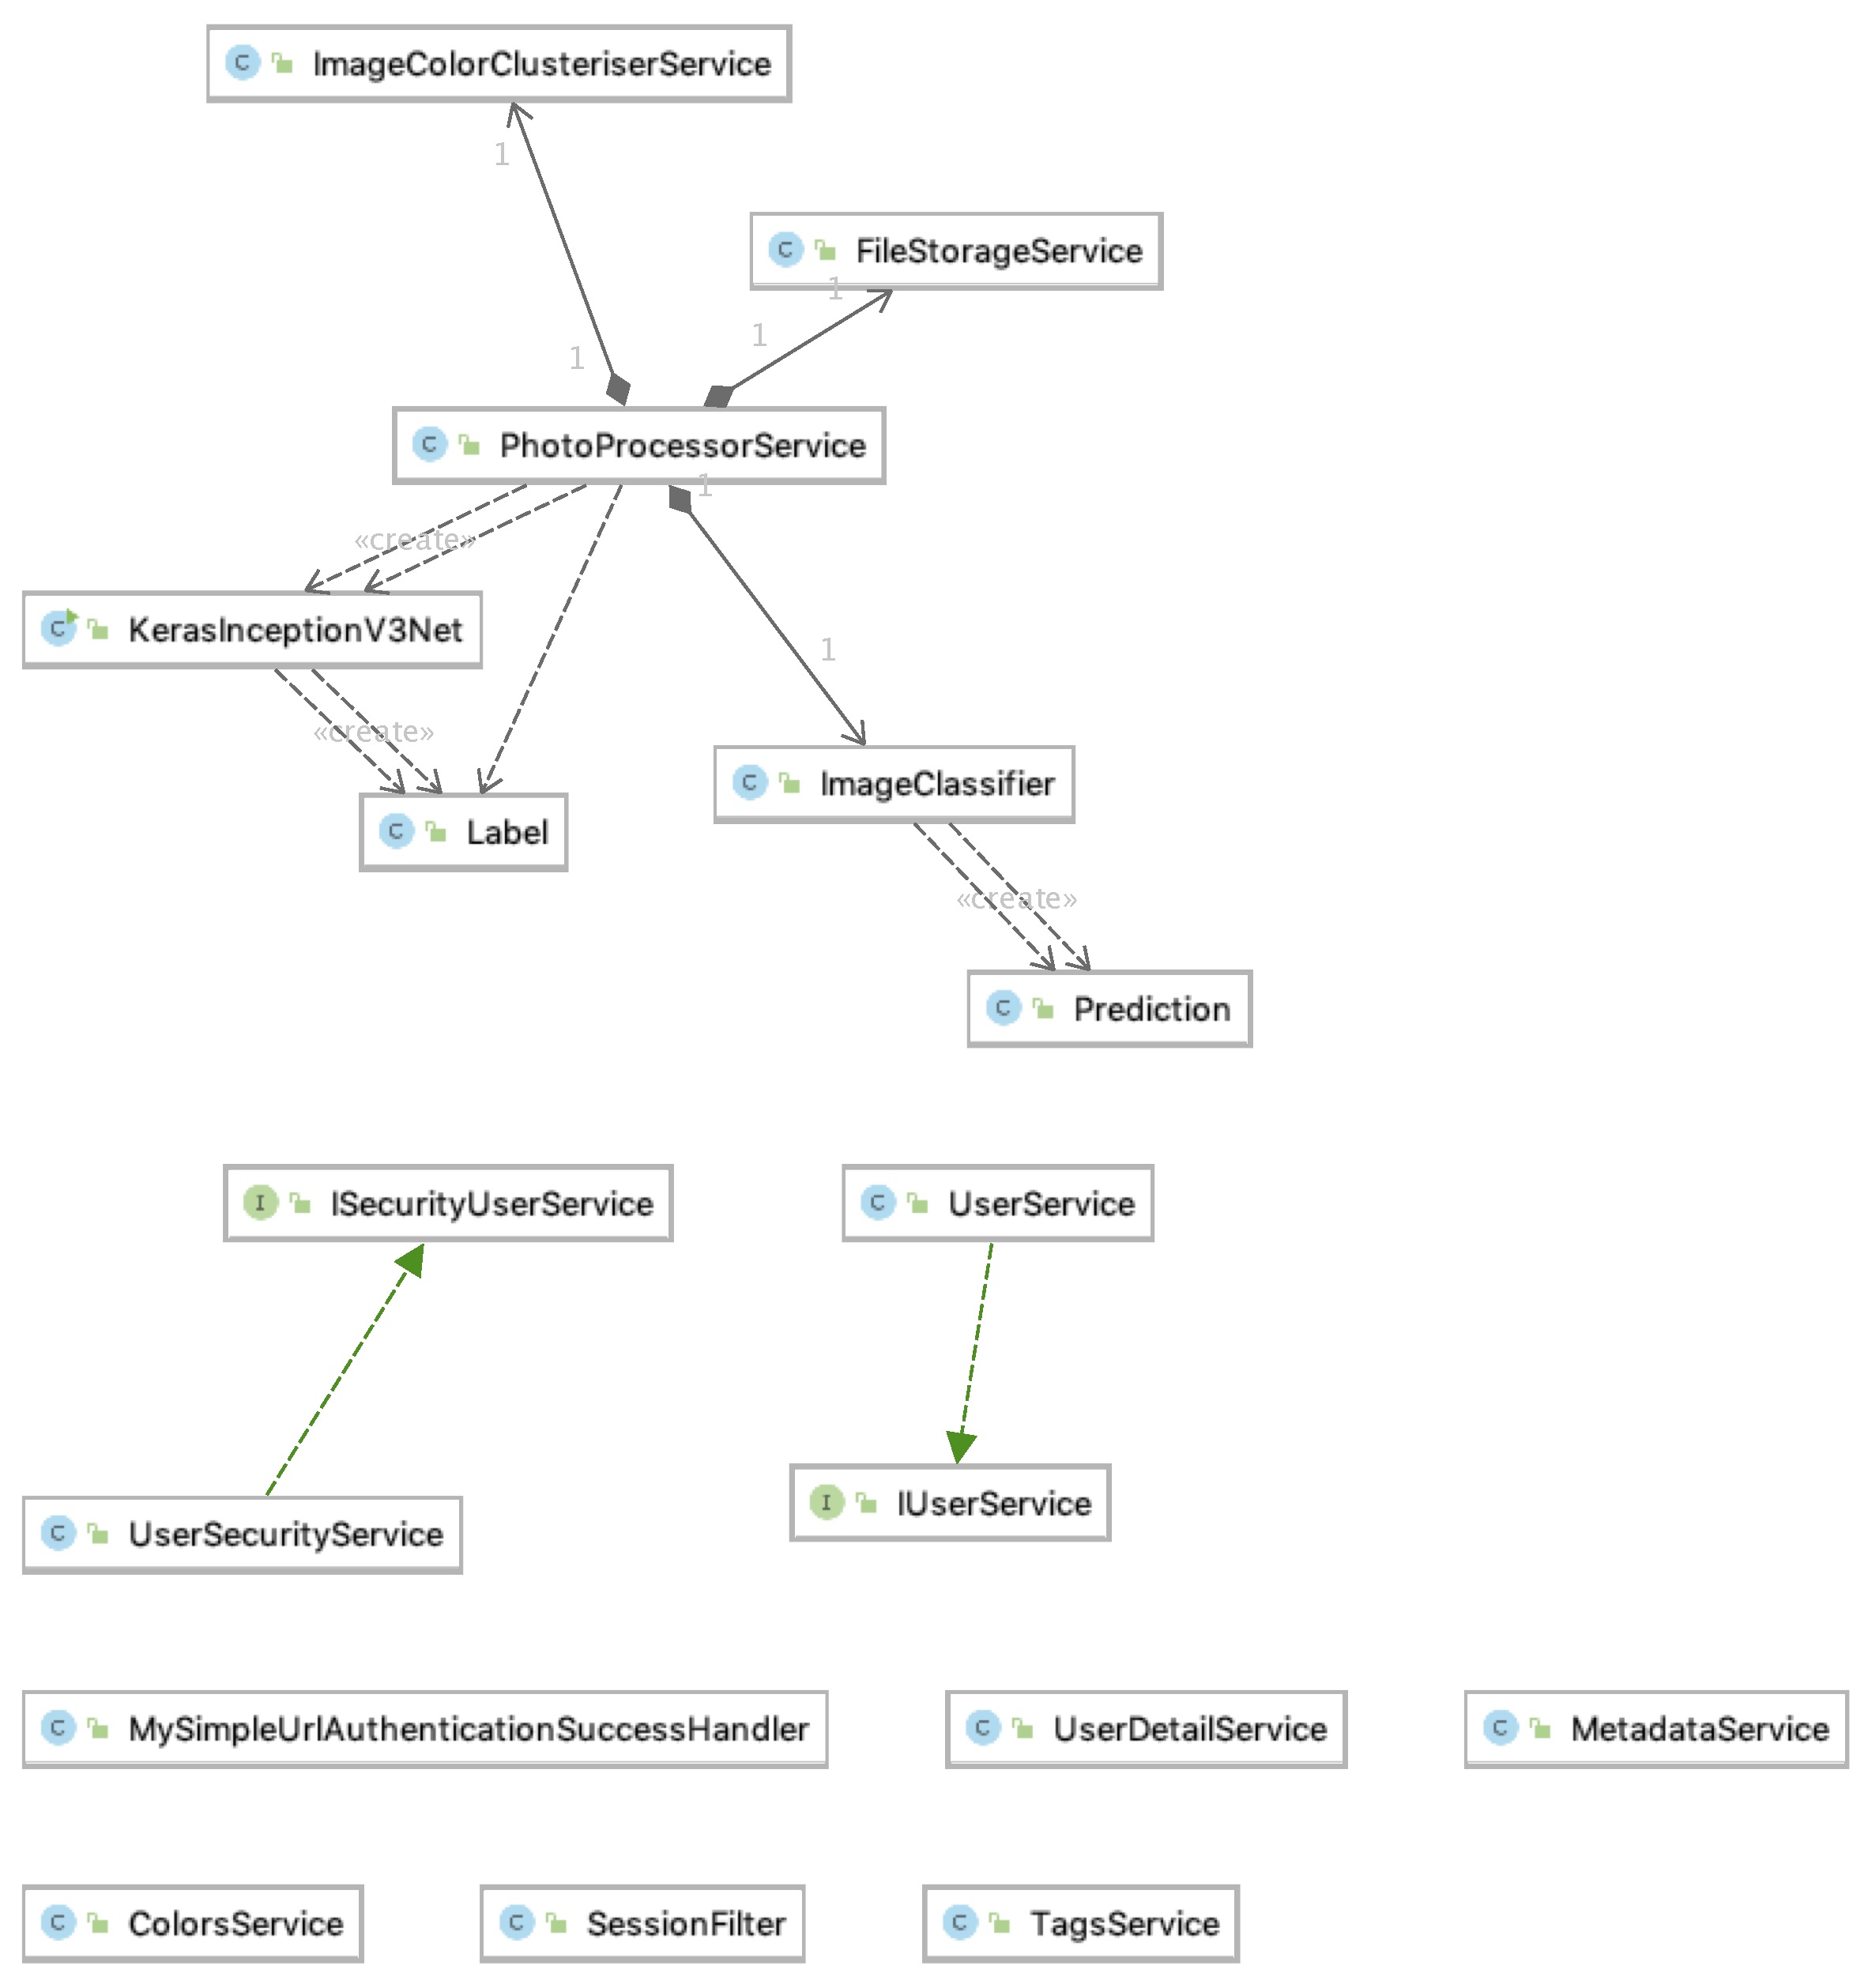 C ImageColorClusteriserService
1
C FileStorageService
1
1
1
C PhotoProcessorService
1
«create»
C KerasInceptionV3Net
1
«create»
C ImageClassifier
C Label
«create»
C Prediction
I ISecurityUserService
C UserService
I IUserService
C UserSecurityService
C MySimpleUrlAuthenticationSuccessHandler
C UserDetailService
C MetadataService
C ColorsService
C SessionFilter
C TagsService